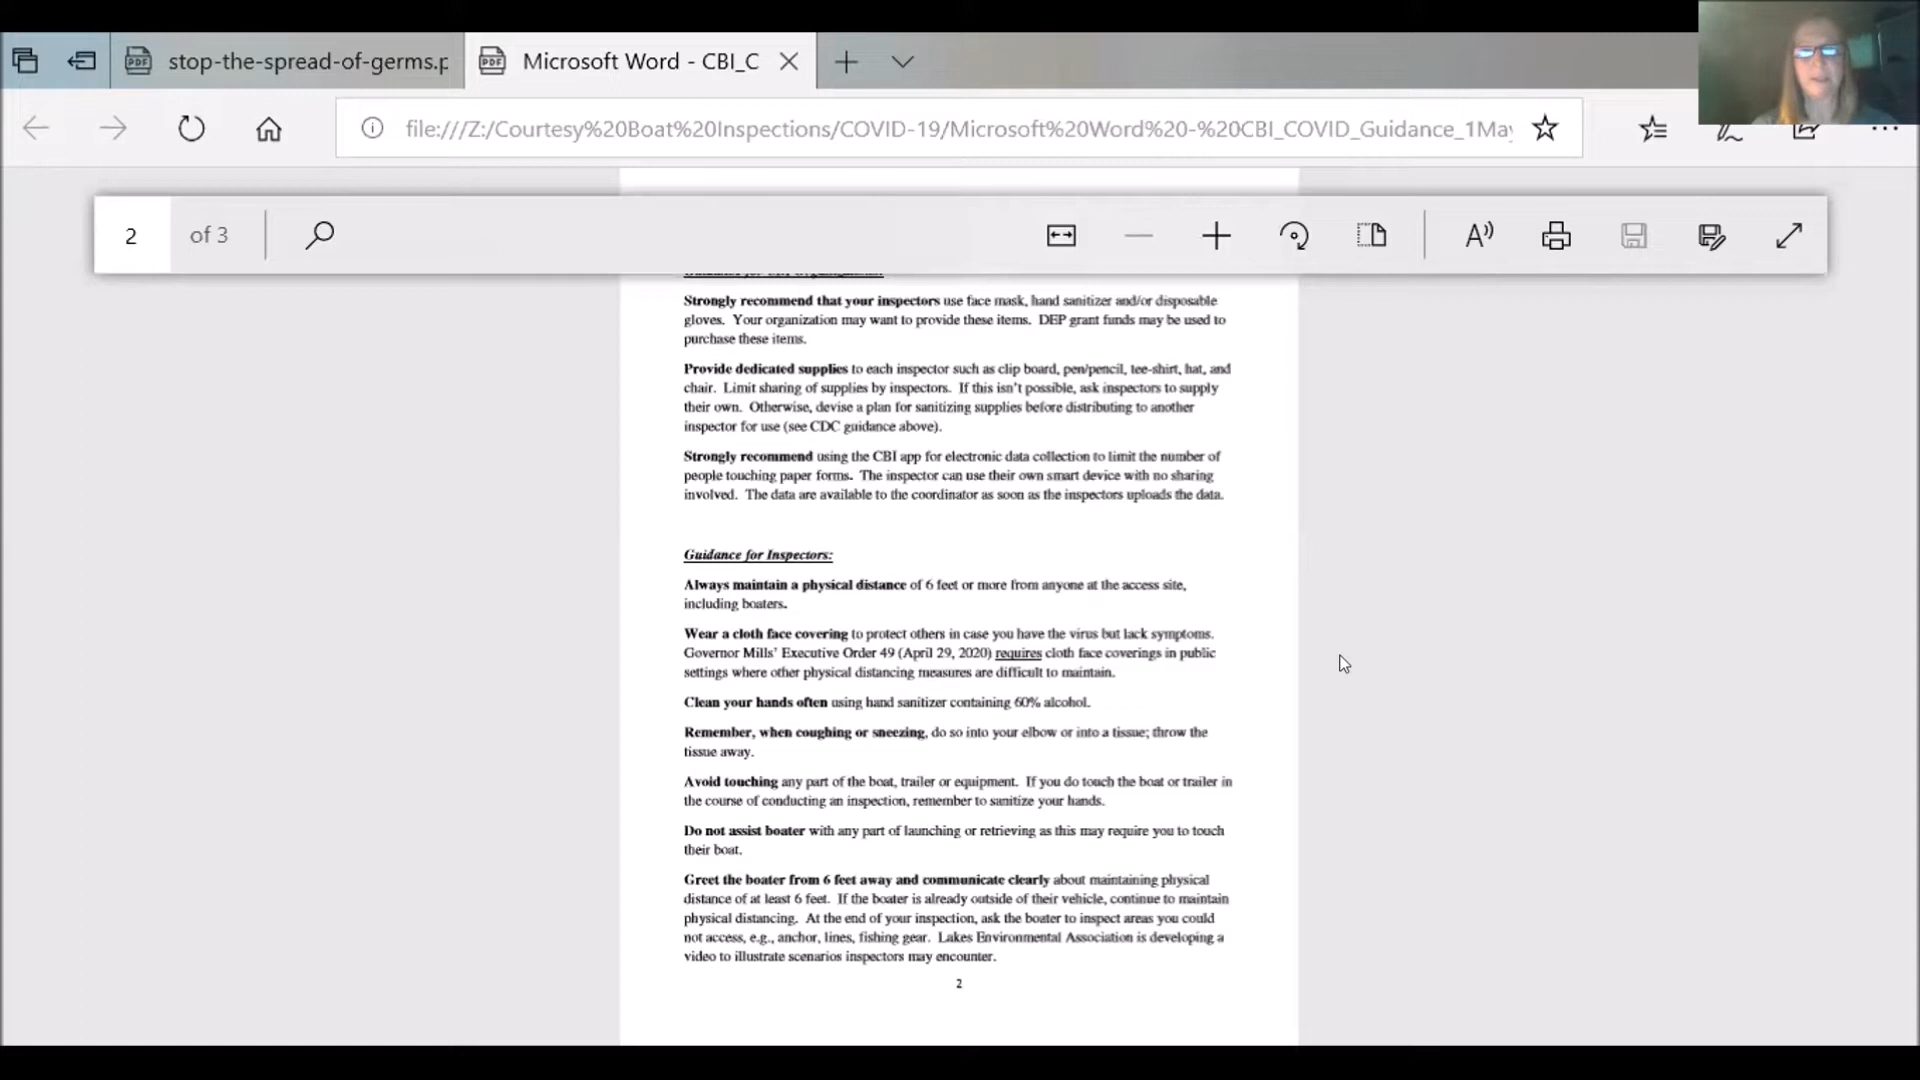 stop-the-spread-of-germs.p
Microsoft Word - CBI_C
file:///Z:/Courtesy%20Boat%20Inspections/COVID-19/Microsoft%20Word%20-%20CBI_COVID_Guidance_1May
2 of 3
Strongly recommend that your inspectors use face mask, hand sanitizer and/or disposable
gloves. Your organization may want to provide these items. DEP grant funds may be used to
purchase these items.
Provide dedicated supplies to each inspector such as clip board, pen/pencil, tee-shirt, hat, and
chair. Limit sharing of supplies by inspectors. If this isn't possible, ask inspectors to supply
their own. Otherwise, devise a plan for sanitizing supplies before distributing to another
inspector for use (see CDC guidance above).
Strongly recommend using the CBI app for electronic data collection to limit the number of
people touching paper forms. The inspector can use their own smart device with no sharing
involved. The data are available to the coordinator as soon as the inspectors uploads the data.
Guidance for Inspectors:
Always maintain a physical distance of 6 feet or more from anyone at the access site,
including boaters.
Wear a cloth face covering to protect others in case you have the virus but lack symptoms.
Governor Mills' Executive Order 49 (April 29, 2020) requires cloth face coverings in public
settings where other physical distancing measures are difficult to maintain.
Clean your hands often using hand sanitizer containing 60% alcohol.
Remember, when coughing or sneezing, do so into your elbow or into a tissue; throw the
tissue away.
Avoid touching any part of the boat, trailer or equipment. If you do touch the boat or trailer in
the course of conducting an inspection, remember to sanitize your hands.
Do not assist boater with any part of launching or retrieving as this may require you to touch
their boat.
Greet the boater from 6 feet away and communicate clearly about maintaining physical
distance of at least 6 feet. If the boater is already outside of their vehicle, continue to maintain
physical distancing. At the end of your inspection, ask the boater to inspect areas you could
not access, e.g., anchor, lines, fishing gear. Lakes Environmental Association is developing a
video to illustrate scenarios inspectors may encounter.
2